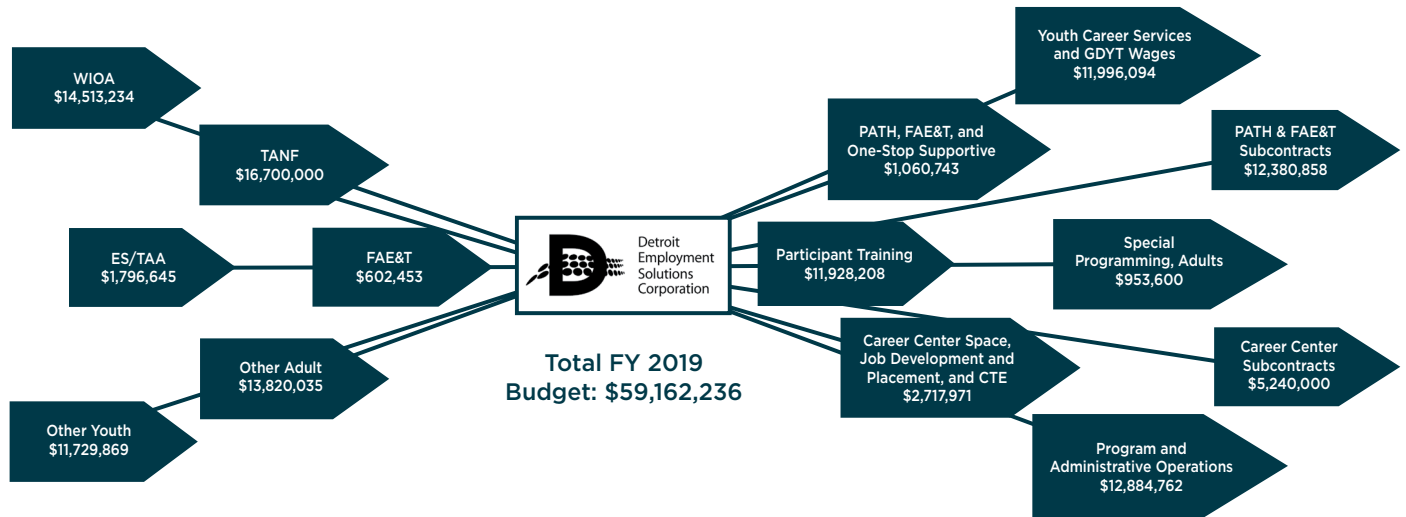 WIOA
$14,513,234
TANF
$16,700,000
ES/TAA
$1,796,645
FAE&T
$602,453
Other Adult
$13,820,035
Other Youth
$11,729,869
Detroit
Employment
Solutions
Corporation
Total FY 2019
Budget: $59,162,236
Youth Career Services
and GDYT Wages
$11,996,094
PATH, FAE&T, and
One-Stop Supportive
$1,060,743
PATH & FAE&T
Subcontracts
$12,380,858
Participant Training
$11,928,208
Special
Programming, Adults
$953,600
Career Center Space,
Job Development and
Placement, and CTE
$2,717,971
Career Center
Subcontracts
$5,240,000
Program and
Administrative Operations
$12,884,762